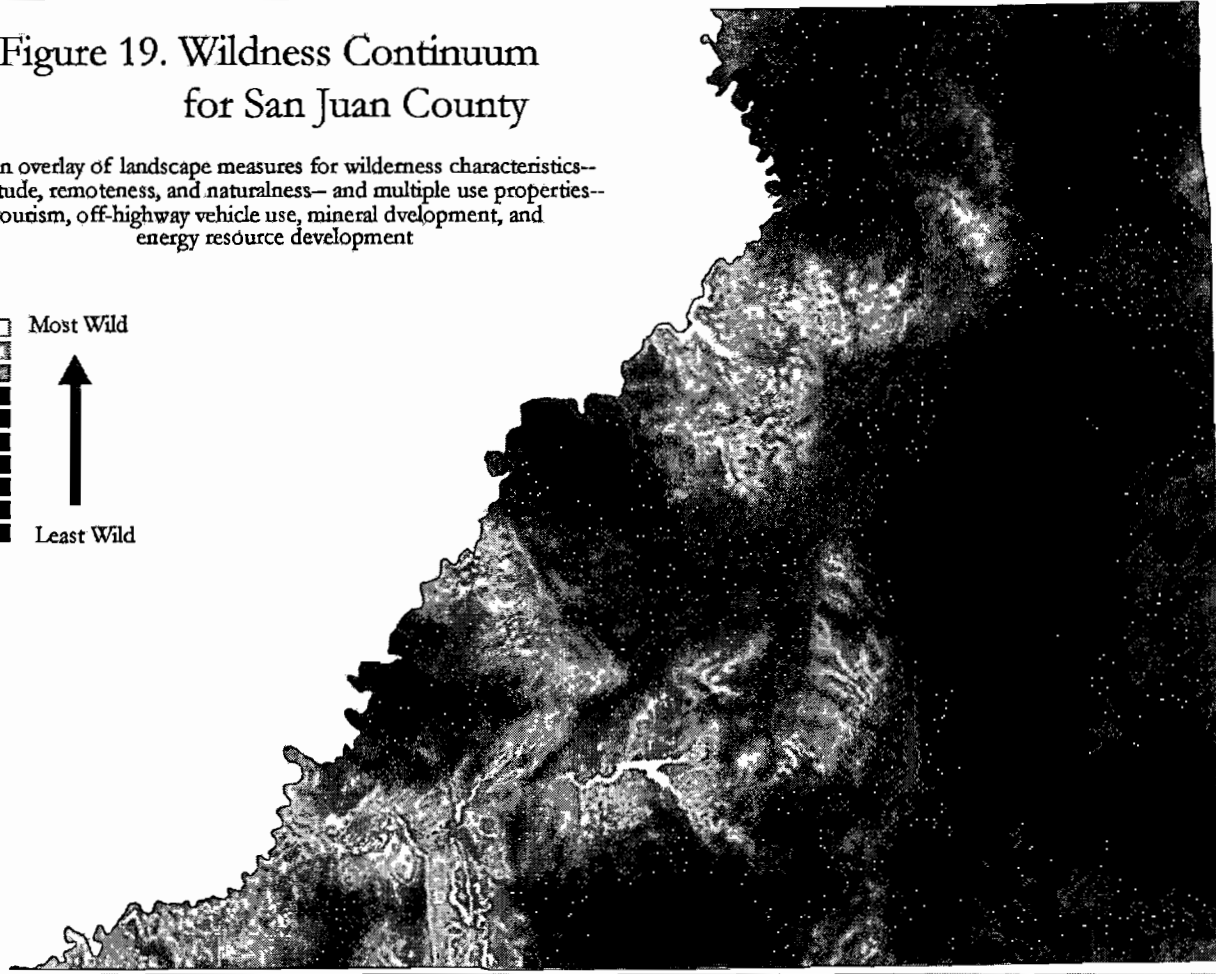 Figure 19. Wildness Continuum
for San Juan County
n overlay of landscape measures for wilderness characteristics--
tude, remoteness, and naturalness-- and multiple use properties--
ourism, off-highway vehicle use, mineral dvelopment, and
energy resource development
Most Wild
Least Wild